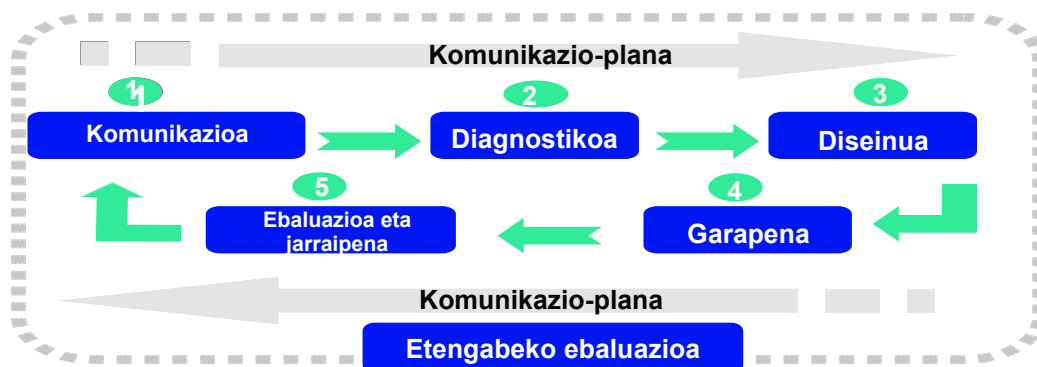 Komunikazio-plana
1
2
3
Komunikazioa
Diagnostikoa
Diseinua
5
4
Ebaluazioa eta
jarraipena
Garapena
Komunikazio-plana
Etengabeko ebaluazioa